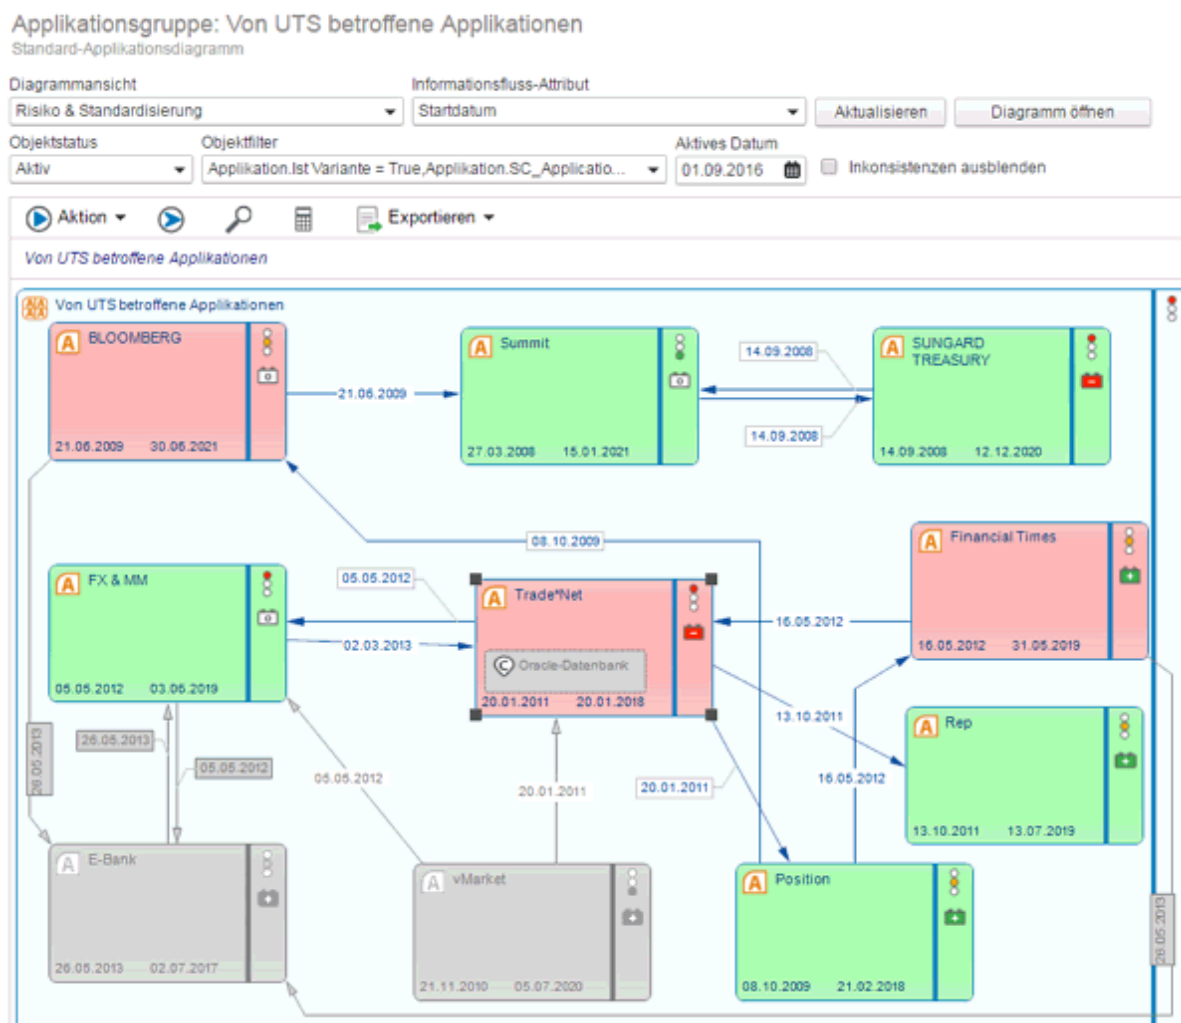 Applikationsgruppe: Von UTS betroffene Applikationen
Standard-Applikationsdiagramm
Diagrammansicht
Informationsfluss-Attribut
Risiko & Standardisierung
Startdatum
Aktualisieren
Diagramm öffnen
Objektstatus
Objektfilter
Aktives Datum
Aktiv
Applikation.Ist Variante = True,Applikation.SC_Applicatio...
01.09.2016
Inkonsistenzen ausblenden
Aktion
Exportieren
Von UTS betroffene Applikationen
Von UTS betroffene Applikationen
A BLOOMBERG
21.06.2009 30.06.2021
21.06.2009
A Summit
27.03.2008 15.01.2021
14.09.2008
14.09.2008
A SUNGARD
TREASURY
14.09.2008 12.12.2020
08.10.2009
A Financial Times
16.05.2012 31.05.2019
A FX & MM
05.05.2012 03.06.2019
05.05.2012
02.03.2013
A Trade*Net
C Oracle-Datenbank
20.01.2011 20.01.2018
16.05.2012
13.10.2011
A Rep
13.10.2011 13.07.2019
26.05.2013
26.05.2013
05.05.2012
05.05.2012
20.01.2011
20.01.2011
16.05.2012
A E-Bank
26.05.2013 02.07.2017
A vMarket
21.11.2010 05.07.2020
A Position
08.10.2009 21.02.2018
26.05.2013